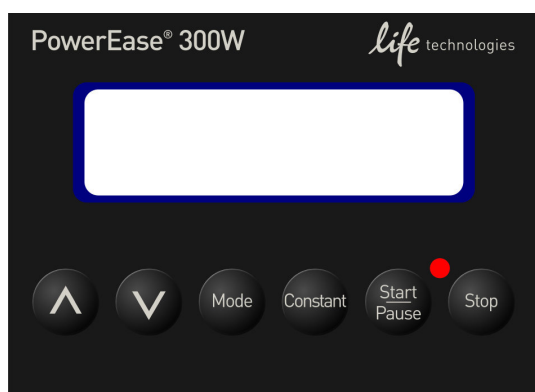 PowerEase® 300W
life technologies
Mode
Constant
Start
Pause
Stop